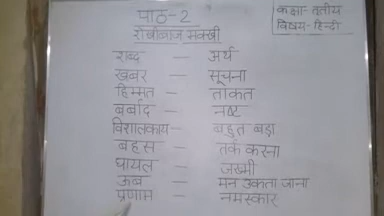 पाठ-2
शेखीबाज मक्खी
कक्षा-तृतीय
विषय-हिन्दी
शब्द — अर्थ
खबर — सूचना
हिम्मत — ताकत
बर्बाद — नष्ट
विशालकाय — बहुत बड़ा
बहस — तर्क करना
घायल — जख्मी
ऊब — मन उकता जाना
प्रणाम — नमस्कार